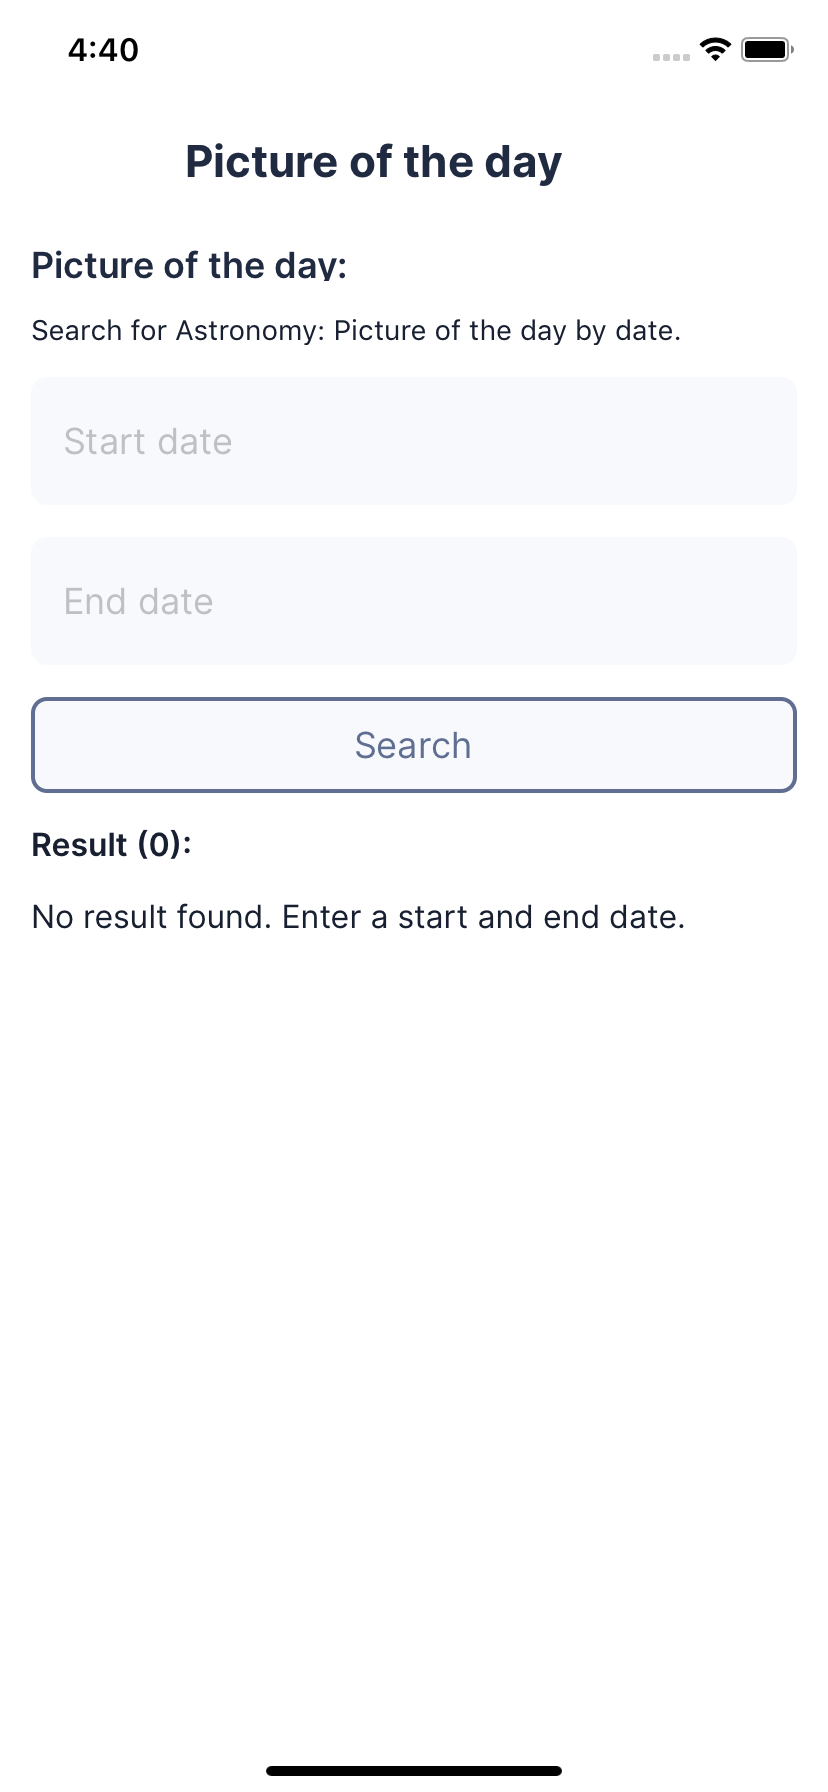 4:40
Picture of the day
Picture of the day:
Search for Astronomy: Picture of the day by date.
Start date
End date
Search
Result (0):
No result found. Enter a start and end date.